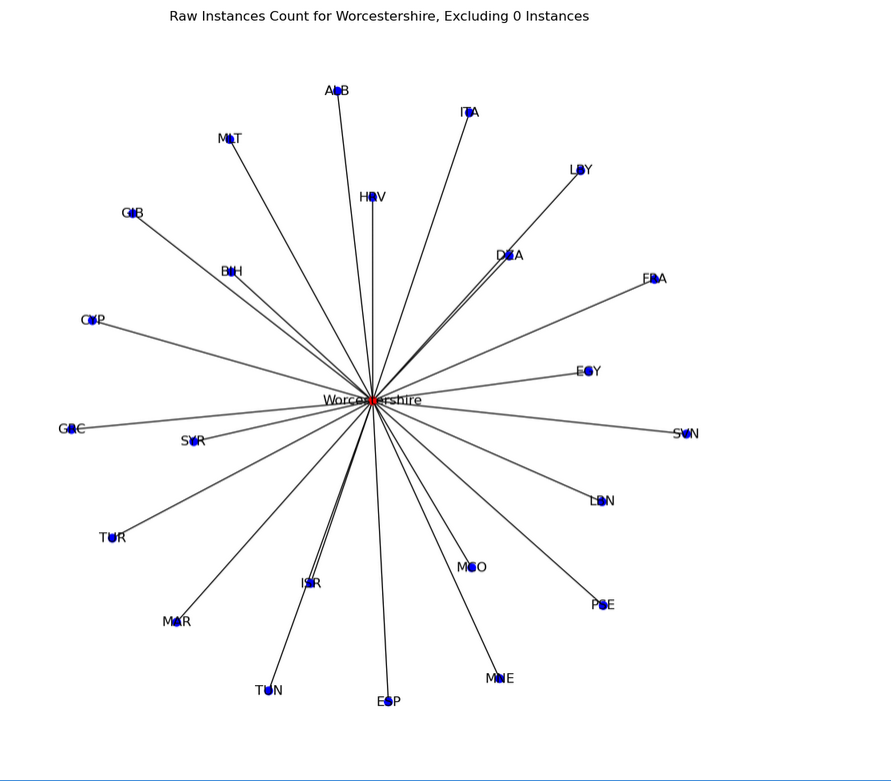 Raw Instances Count for Worcestershire, Excluding 0 Instances
ALB
ITA
MLT
LBY
HRV
GIB
DZA
BIH
FRA
CYP
EGY
Worcestershire
GRC
SVN
SYR
LBN
TUR
MCO
ISR
PSE
MAR
MNE
TUN
ESP